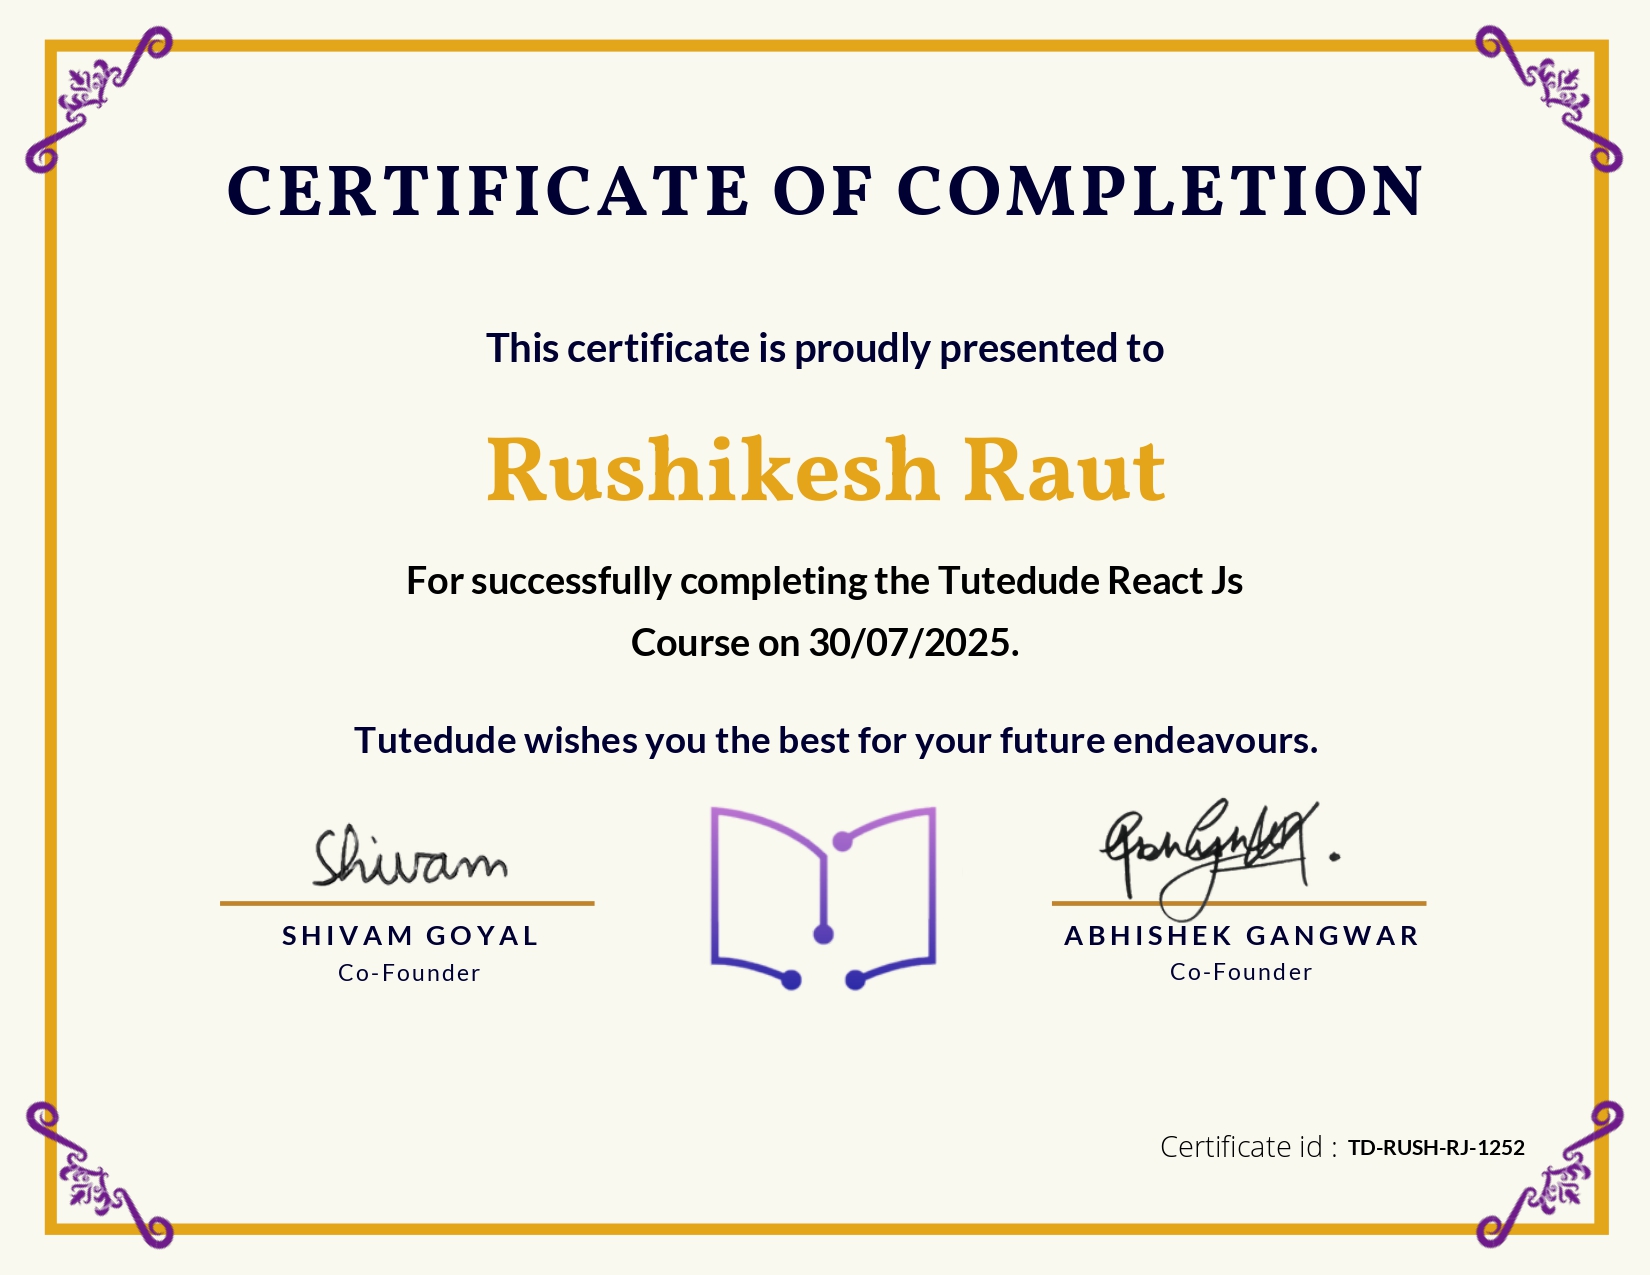 CERTIFICATE OF COMPLETION
This certificate is proudly presented to
Rushikesh Raut
For successfully completing the Tutedude React Js
Course on 30/07/2025.
Tutedude wishes you the best for your future endeavours.
Shivam
SHIVAM GOYAL
Co-Founder
ABHISHEK GANGWAR
Co-Founder
Certificate id : TD-RUSH-RJ-1252